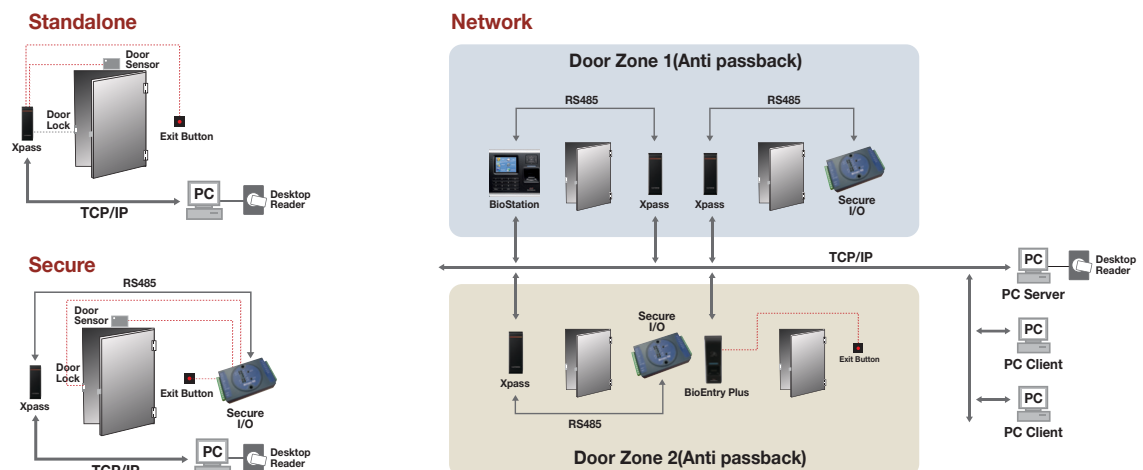 Standalone
Door
Sensor
Door
Lock
Xpass
Exit Button
PC
Desktop
Reader
TCP/IP
Secure
RS485
Door
Sensor
Door
Lock
Xpass
Exit Button
Secure
I/O
PC
Desktop
Reader
TCP/IP
Network
Door Zone 1(Anti passback)
RS485
RS485
BioStation
Xpass
Xpass
Secure
I/O
TCP/IP
PC
Desktop
Reader
PC Server
PC
PC Client
PC
PC Client
Secure
I/O
Xpass
BioEntry Plus
Exit Button
RS485
Door Zone 2(Anti passback)